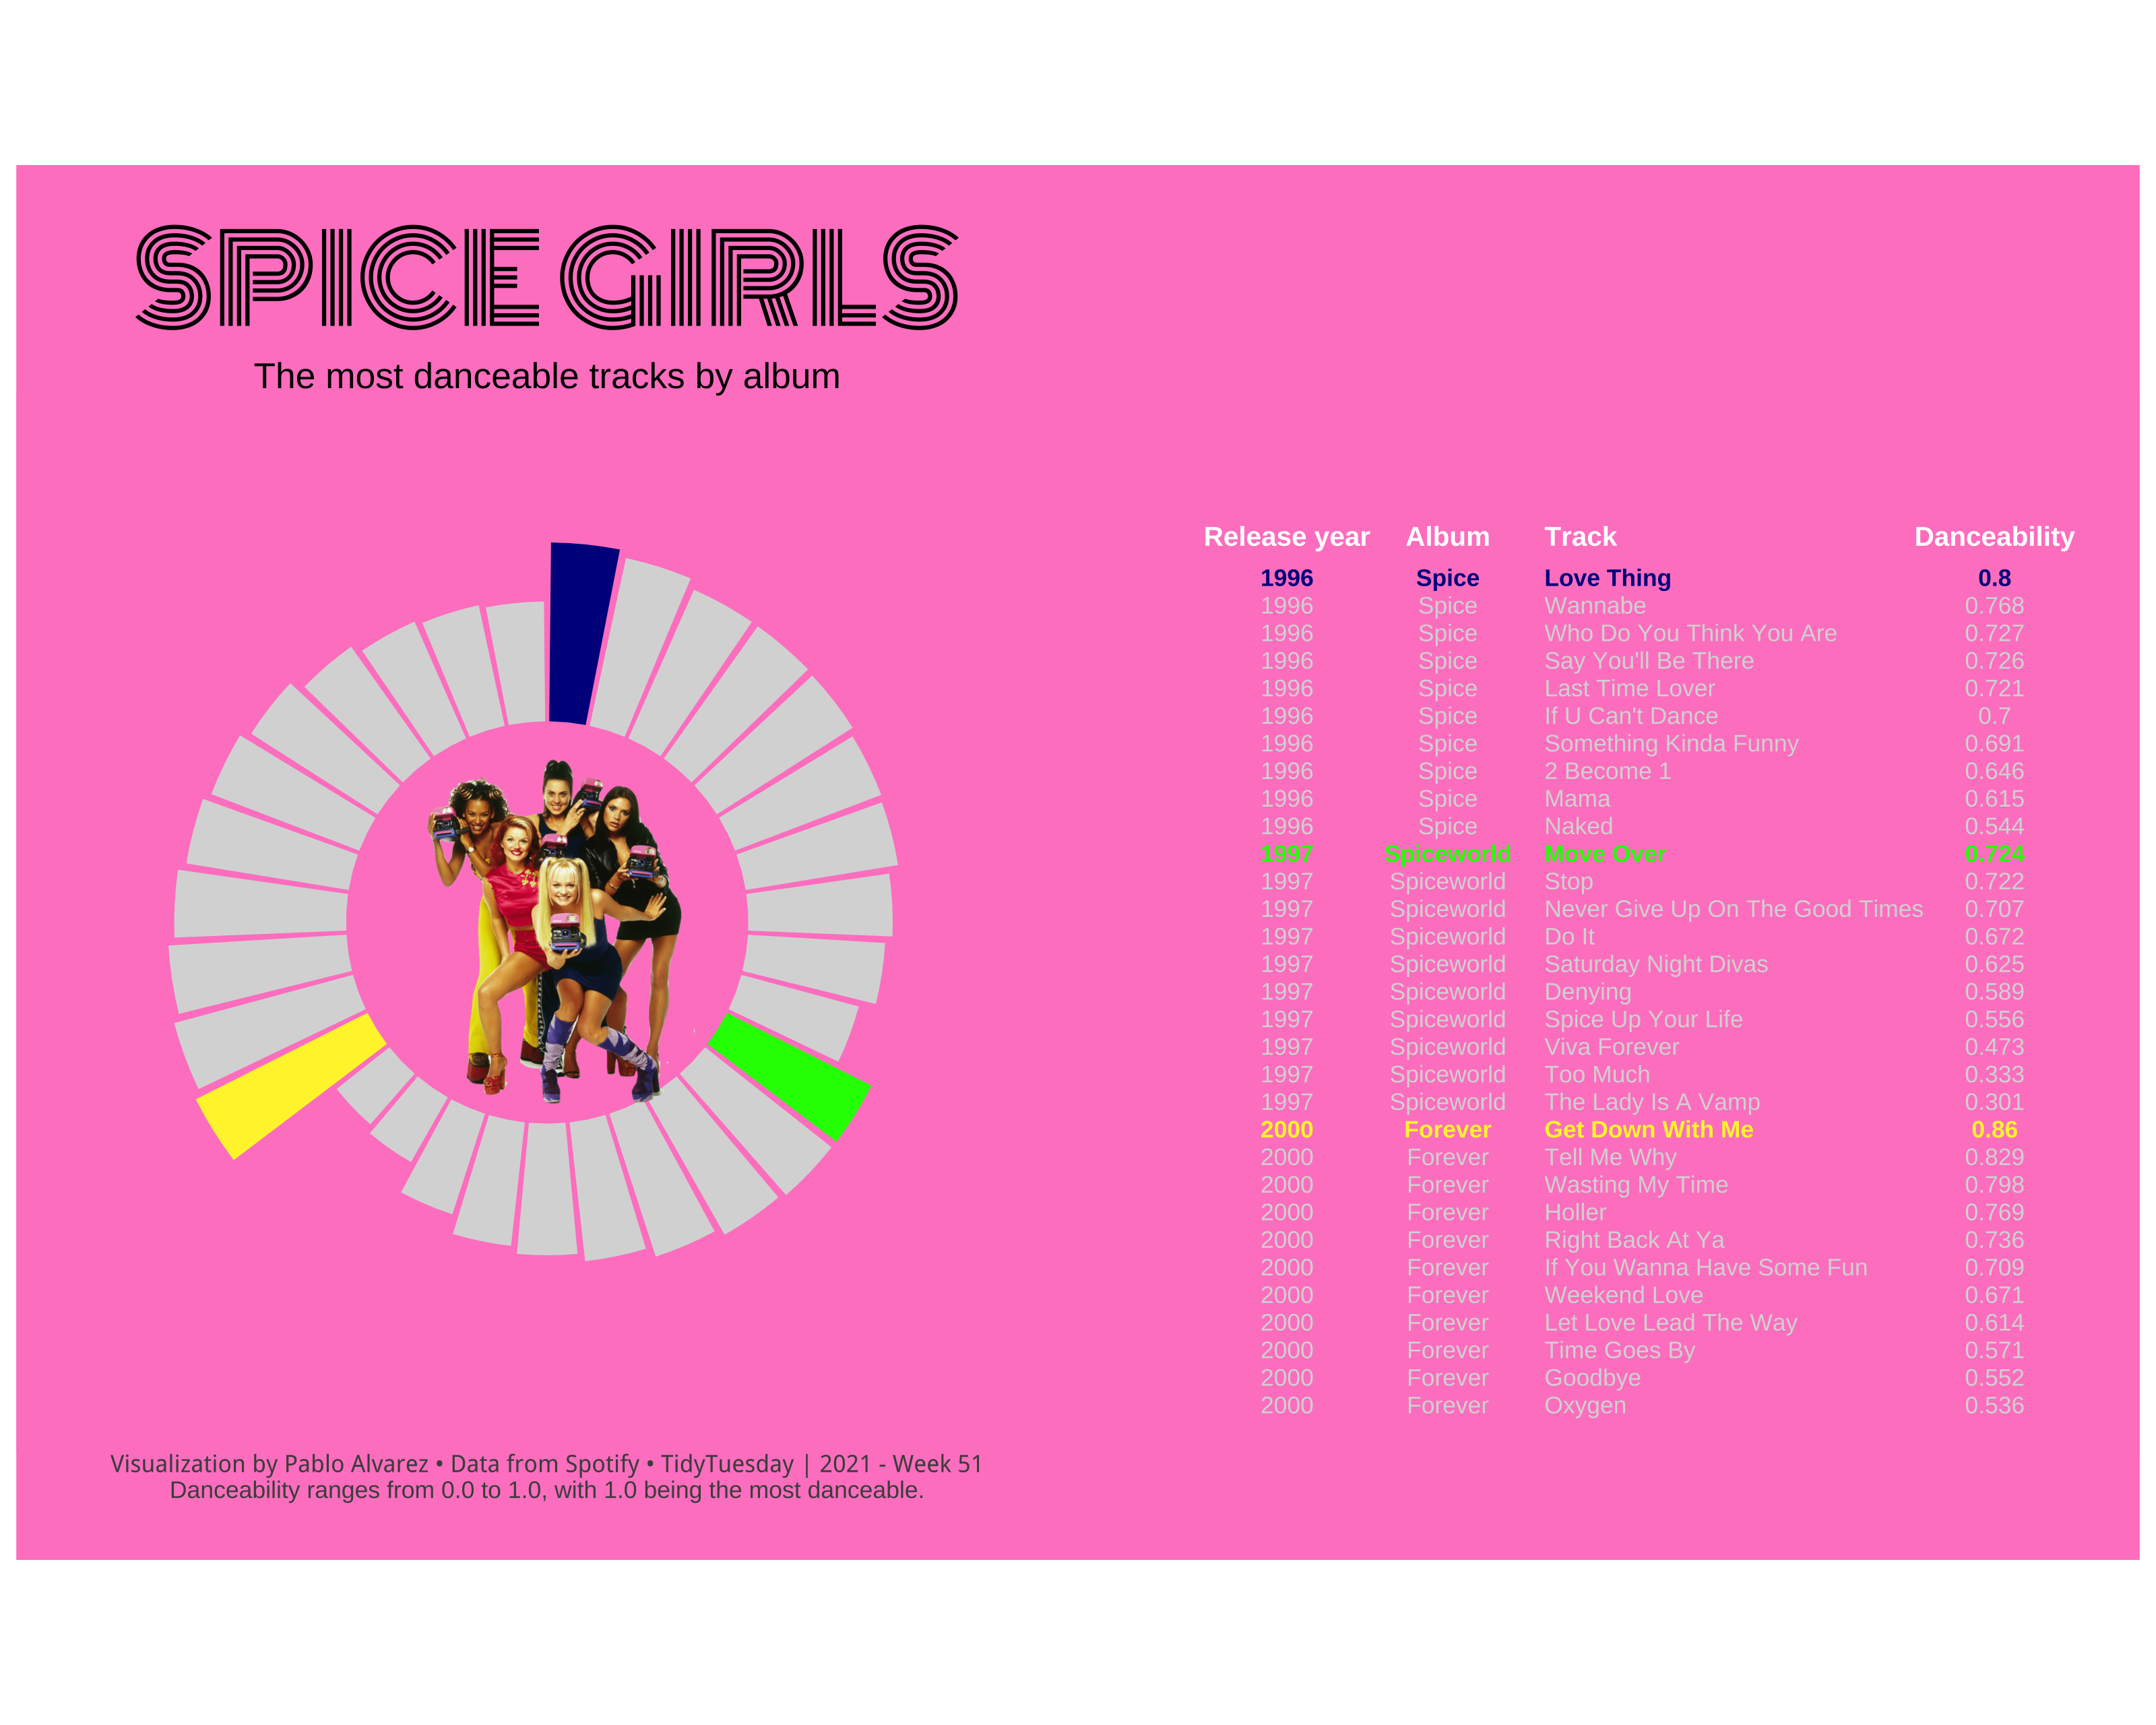 SPICE GIRLS
The most danceable tracks by album
Release year Album Track Danceability
1996 Spice Love Thing 0.8
1996 Spice Wannabe 0.768
1996 Spice Who Do You Think You Are 0.727
1996 Spice Say You'll Be There 0.726
1996 Spice Last Time Lover 0.721
1996 Spice If U Can't Dance 0.7
1996 Spice Something Kinda Funny 0.691
1996 Spice 2 Become 1 0.646
1996 Spice Mama 0.615
1996 Spice Naked 0.544
1997 Spiceworld Move Over 0.724
1997 Spiceworld Stop 0.722
1997 Spiceworld Never Give Up On The Good Times 0.707
1997 Spiceworld Do It 0.672
1997 Spiceworld Saturday Night Divas 0.625
1997 Spiceworld Denying 0.589
1997 Spiceworld Spice Up Your Life 0.556
1997 Spiceworld Viva Forever 0.473
1997 Spiceworld Too Much 0.333
1997 Spiceworld The Lady Is A Vamp 0.301
2000 Forever Get Down With Me 0.86
2000 Forever Tell Me Why 0.829
2000 Forever Wasting My Time 0.798
2000 Forever Holler 0.769
2000 Forever Right Back At Ya 0.736
2000 Forever If You Wanna Have Some Fun 0.709
2000 Forever Weekend Love 0.671
2000 Forever Let Love Lead The Way 0.614
2000 Forever Time Goes By 0.571
2000 Forever Goodbye 0.552
2000 Forever Oxygen 0.536
Visualization by Pablo Alvarez • Data from Spotify • TidyTuesday | 2021 - Week 51
Danceability ranges from 0.0 to 1.0, with 1.0 being the most danceable.